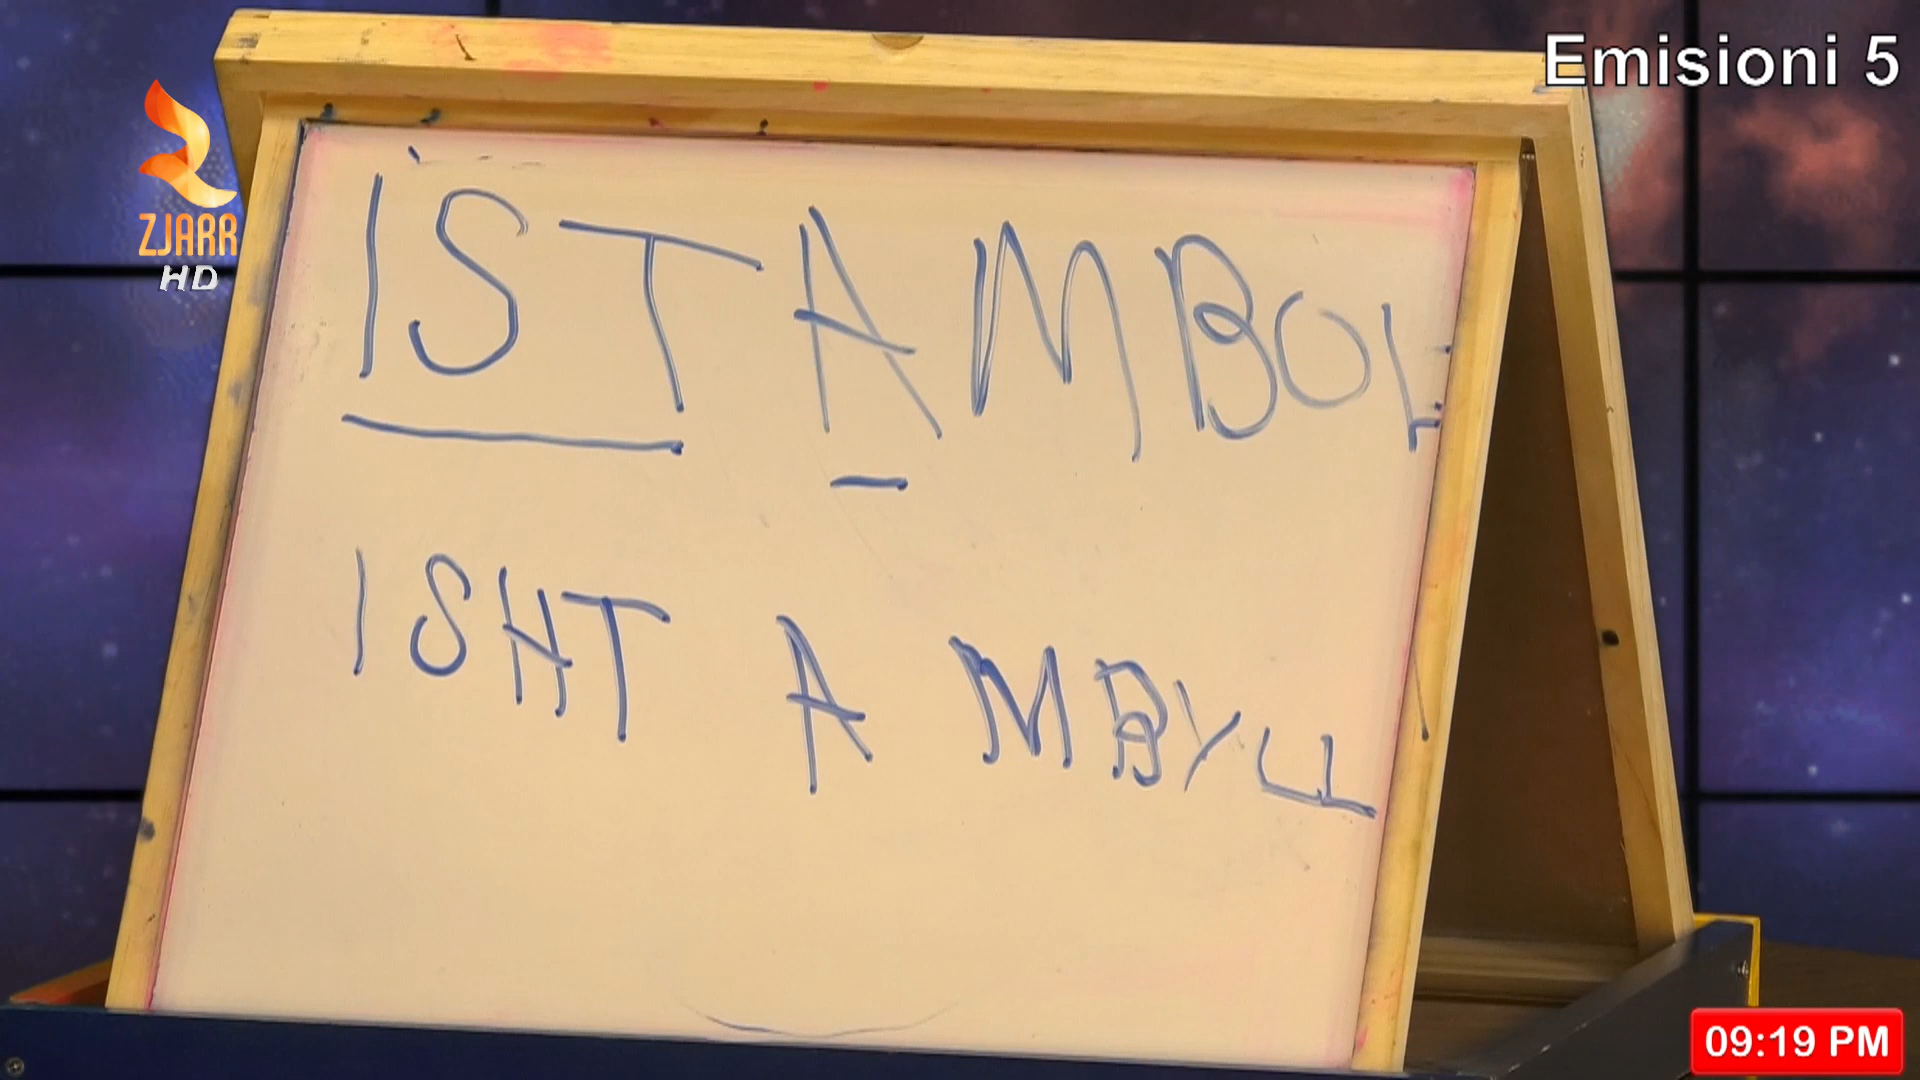 Emisioni 5
ZJARR
HD
ISTAMBOL
ISHT A MBYLL
09:19 PM